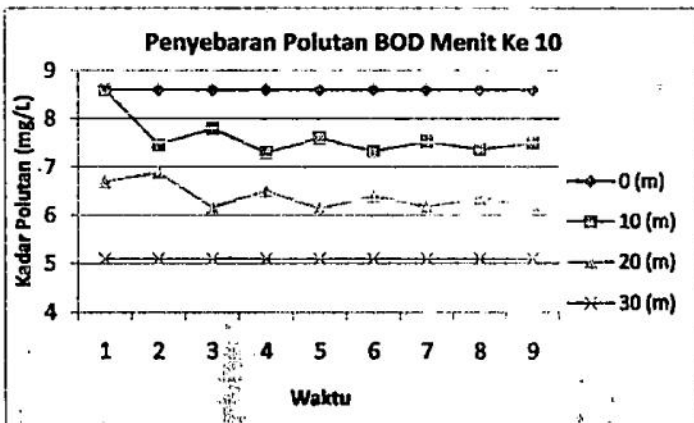 Penyebaran Polutan BOD Menit Ke 10
Kadar Polutan (mg/L)
9
8
7
6
5
4
1 2 3 4 5 6 7 8 9
Waktu
0 (m)
10 (m)
20 (m)
30 (m)